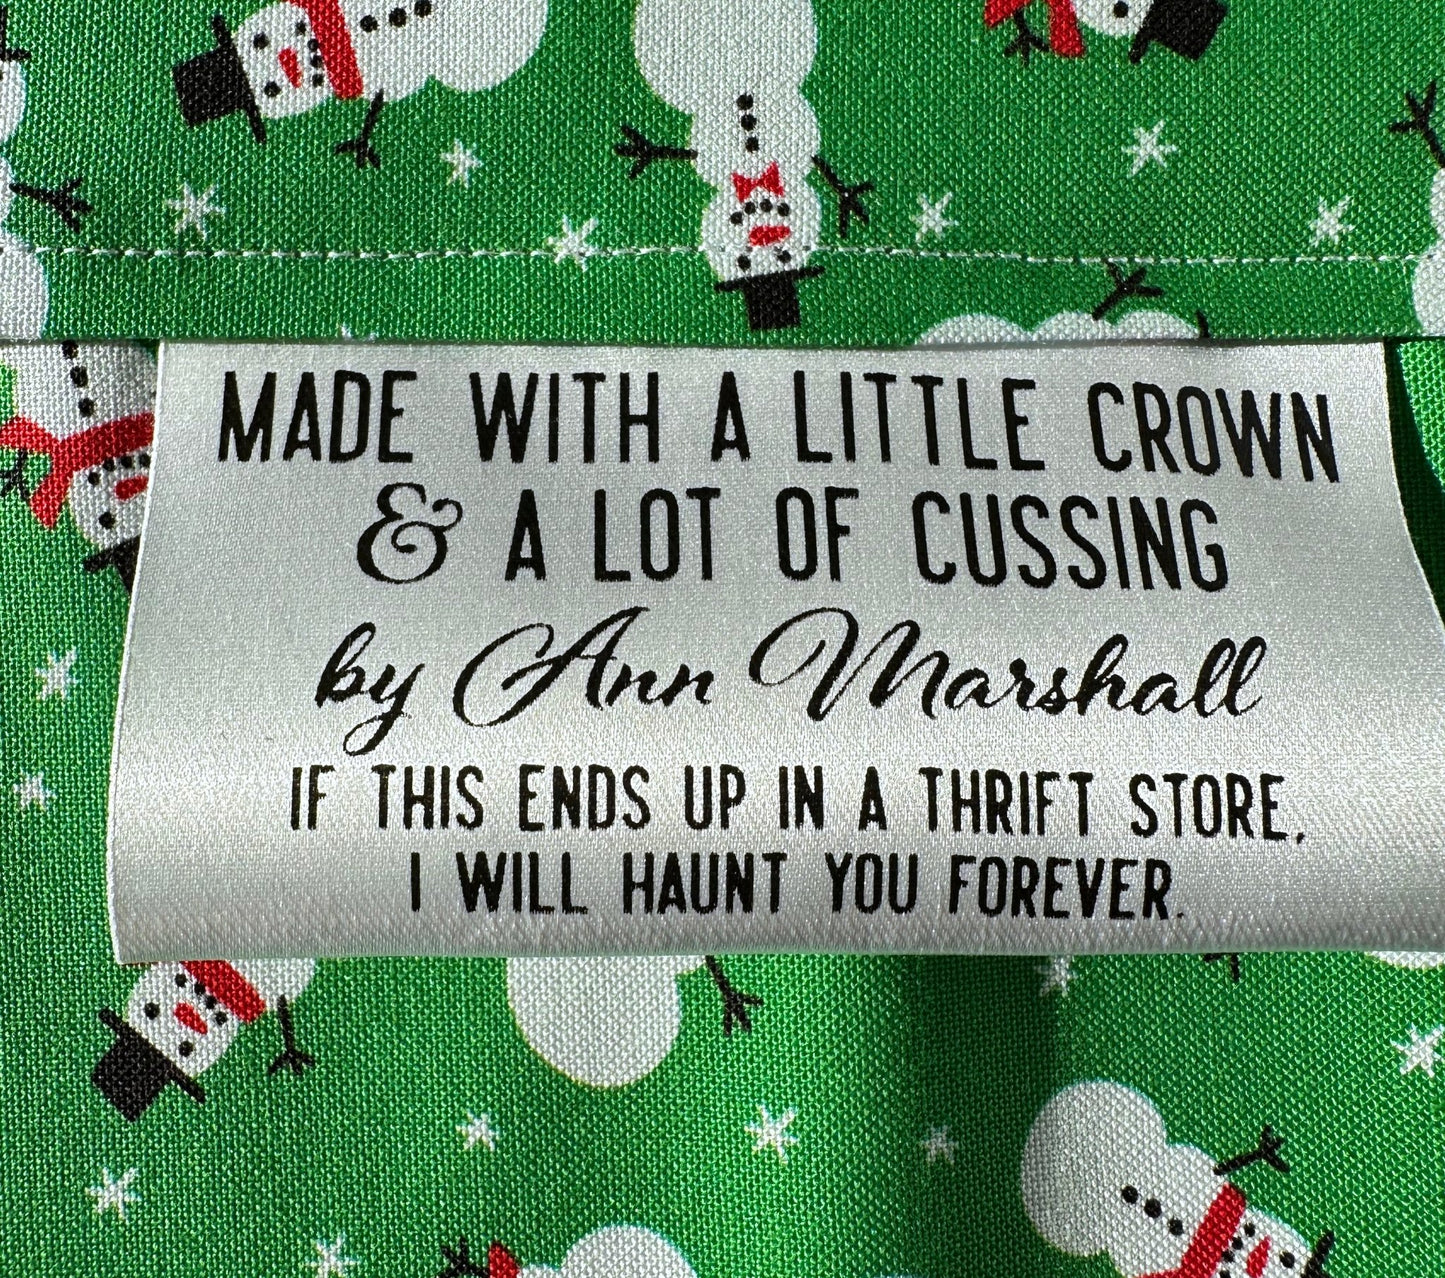 MADE WITH A LITTLE CROWN
& A LOT OF CUSSING
by Ann Marshall
IF THIS ENDS UP IN A THRIFT STORE,
I WILL HAUNT YOU FOREVER.